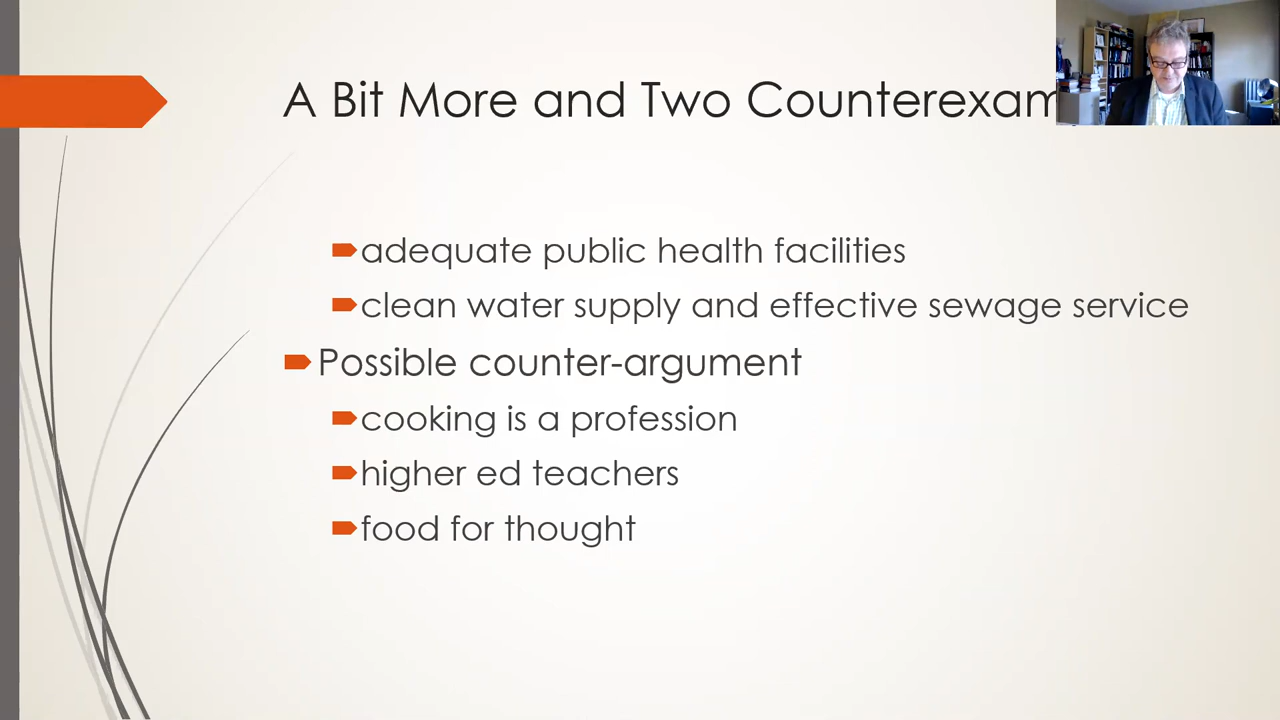 A Bit More and Two Counterexam
adequate public health facilities
clean water supply and effective sewage service
Possible counter-argument
cooking is a profession
higher ed teachers
food for thought